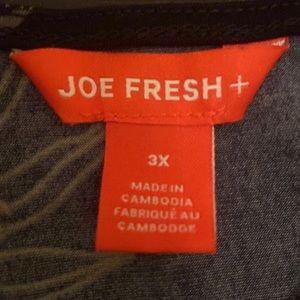 JOE FRESH +
3X
MADE IN
CAMBODIA
FABRIQUÉ AU
CAMBODGE